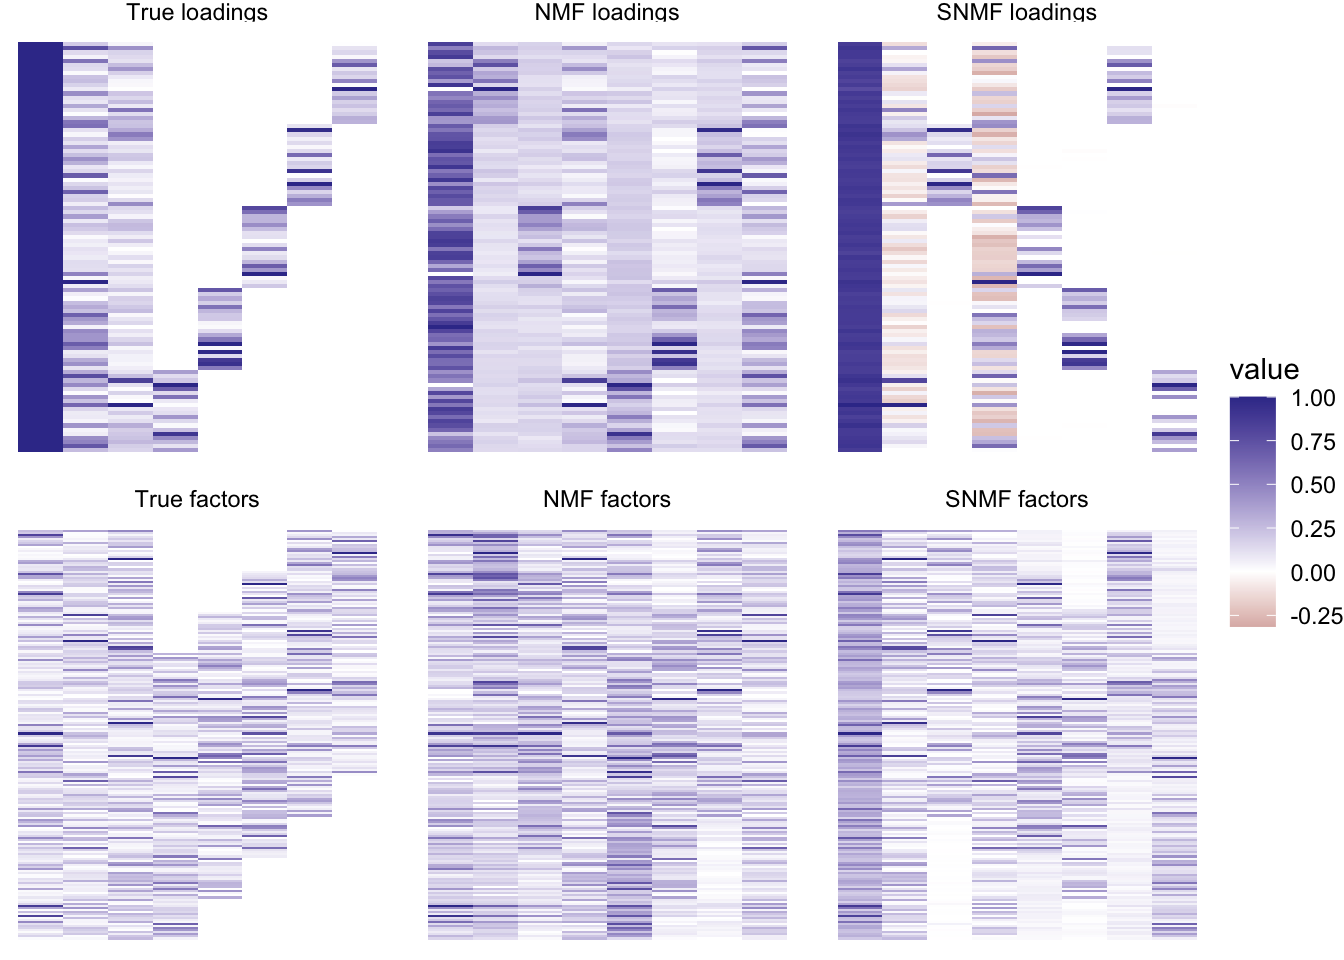 True loadings
NMF loadings
SNMF loadings
True factors
NMF factors
SNMF factors
value
1.00
0.75
0.50
0.25
0.00
-0.25